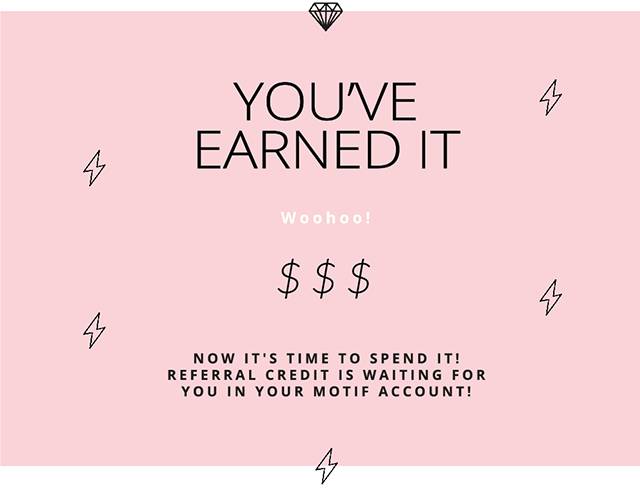 YOU'VE
EARNED IT
Woohoo!
$ $ $
NOW IT'S TIME TO SPEND IT!
REFERRAL CREDIT IS WAITING FOR
YOU IN YOUR MOTIF ACCOUNT!